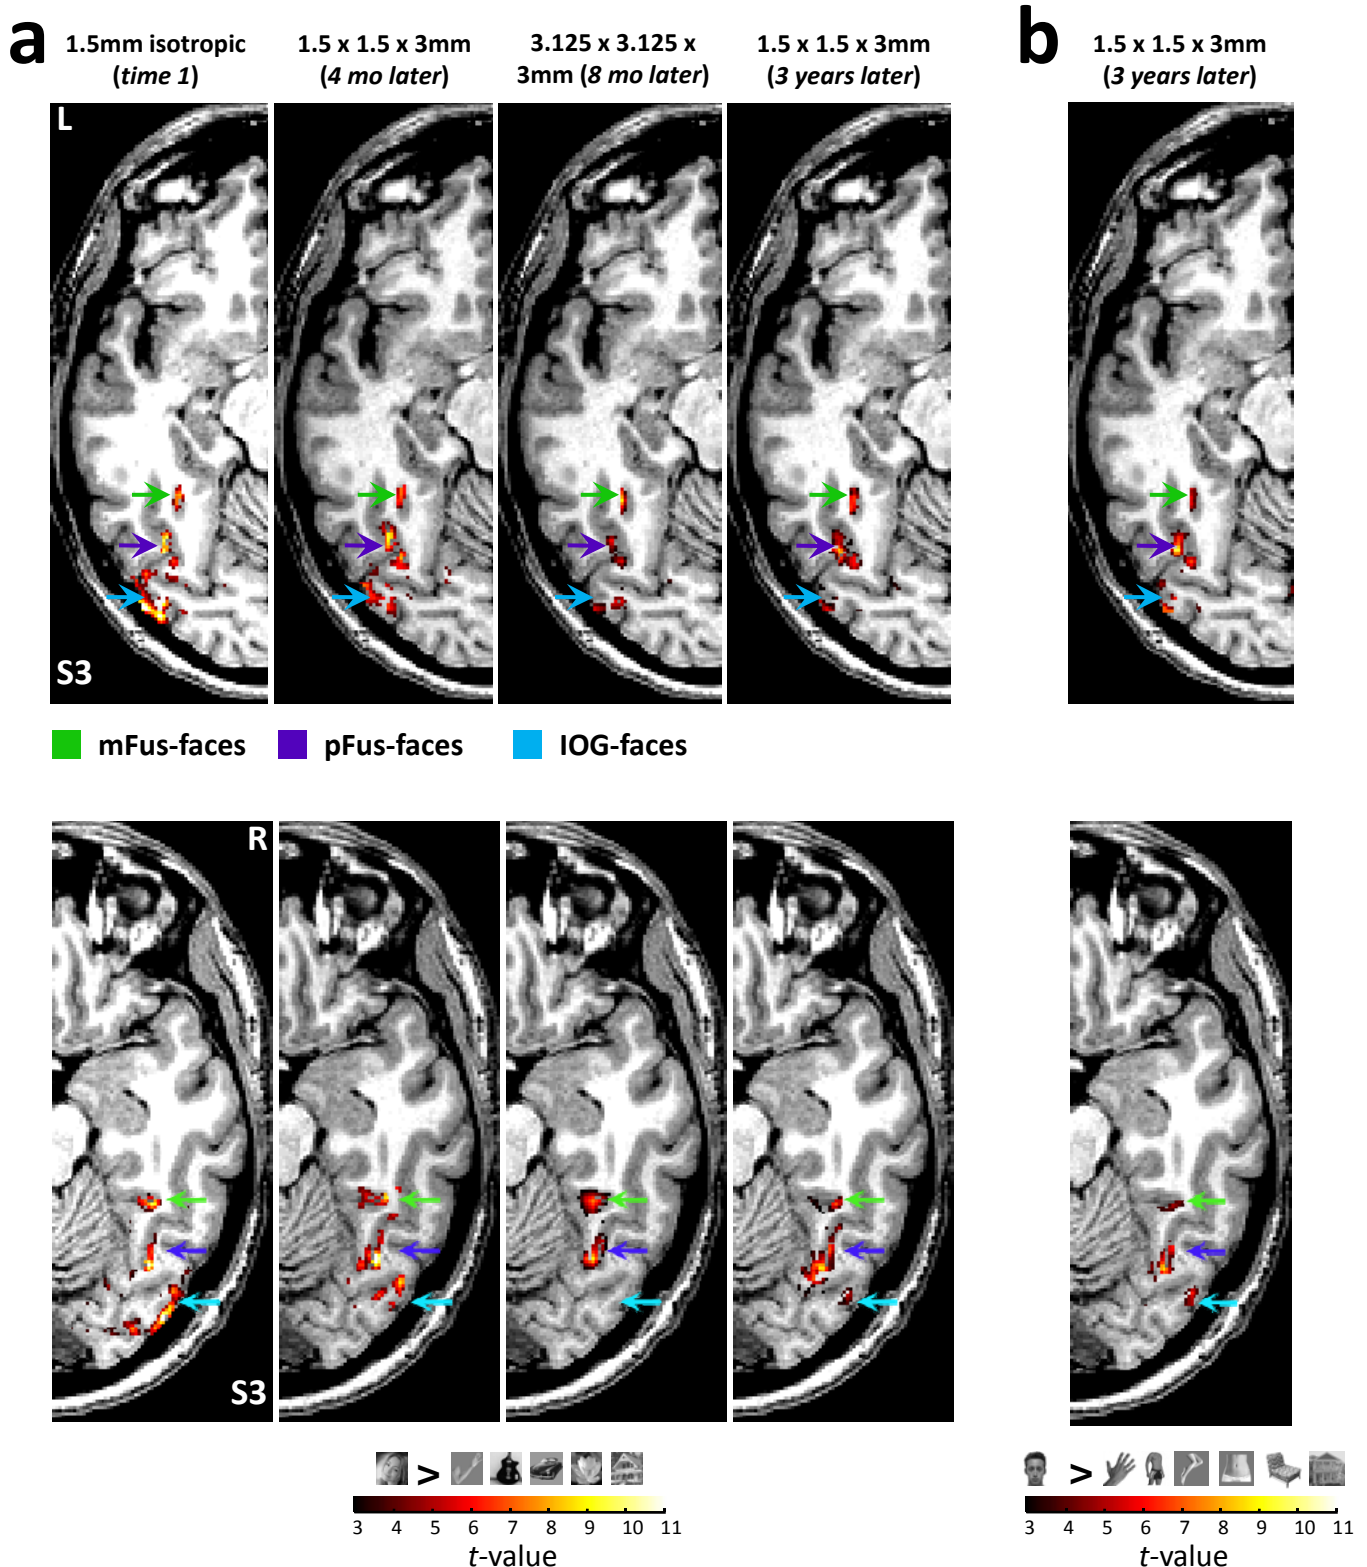 a
1.5mm isotropic
(time 1)
1.5 x 1.5 x 3mm
(4 mo later)
3.125 x 3.125 x
3mm (8 mo later)
1.5 x 1.5 x 3mm
(3 years later)
b
1.5 x 1.5 x 3mm
(3 years later)
L
S3
mFus-faces
pFus-faces
IOG-faces
R
S3
>
3 4 5 6 7 8 9 10 11
t-value
>
3 4 5 6 7 8 9 10 11
t-value